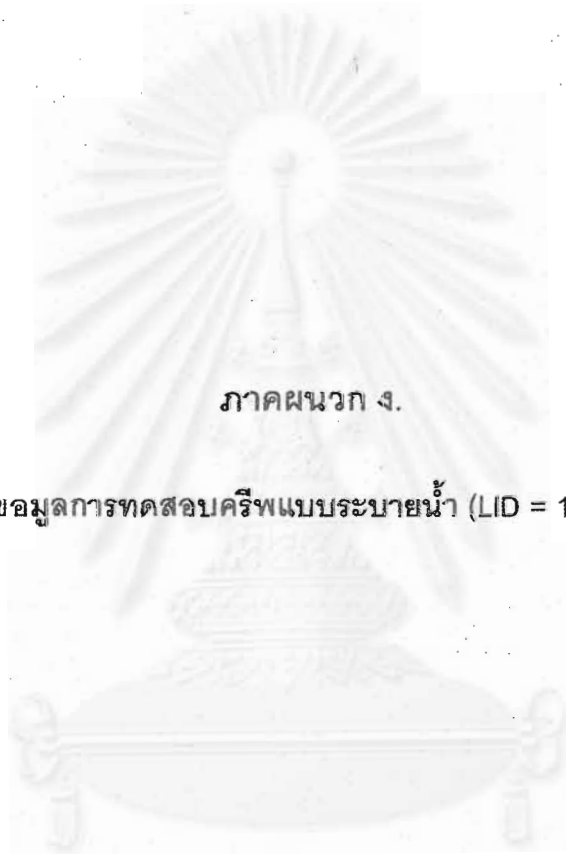 ภาคผนวก ง.
ขอมูลการทดสอบครีพแบบระบายน้ำ (LID = 1